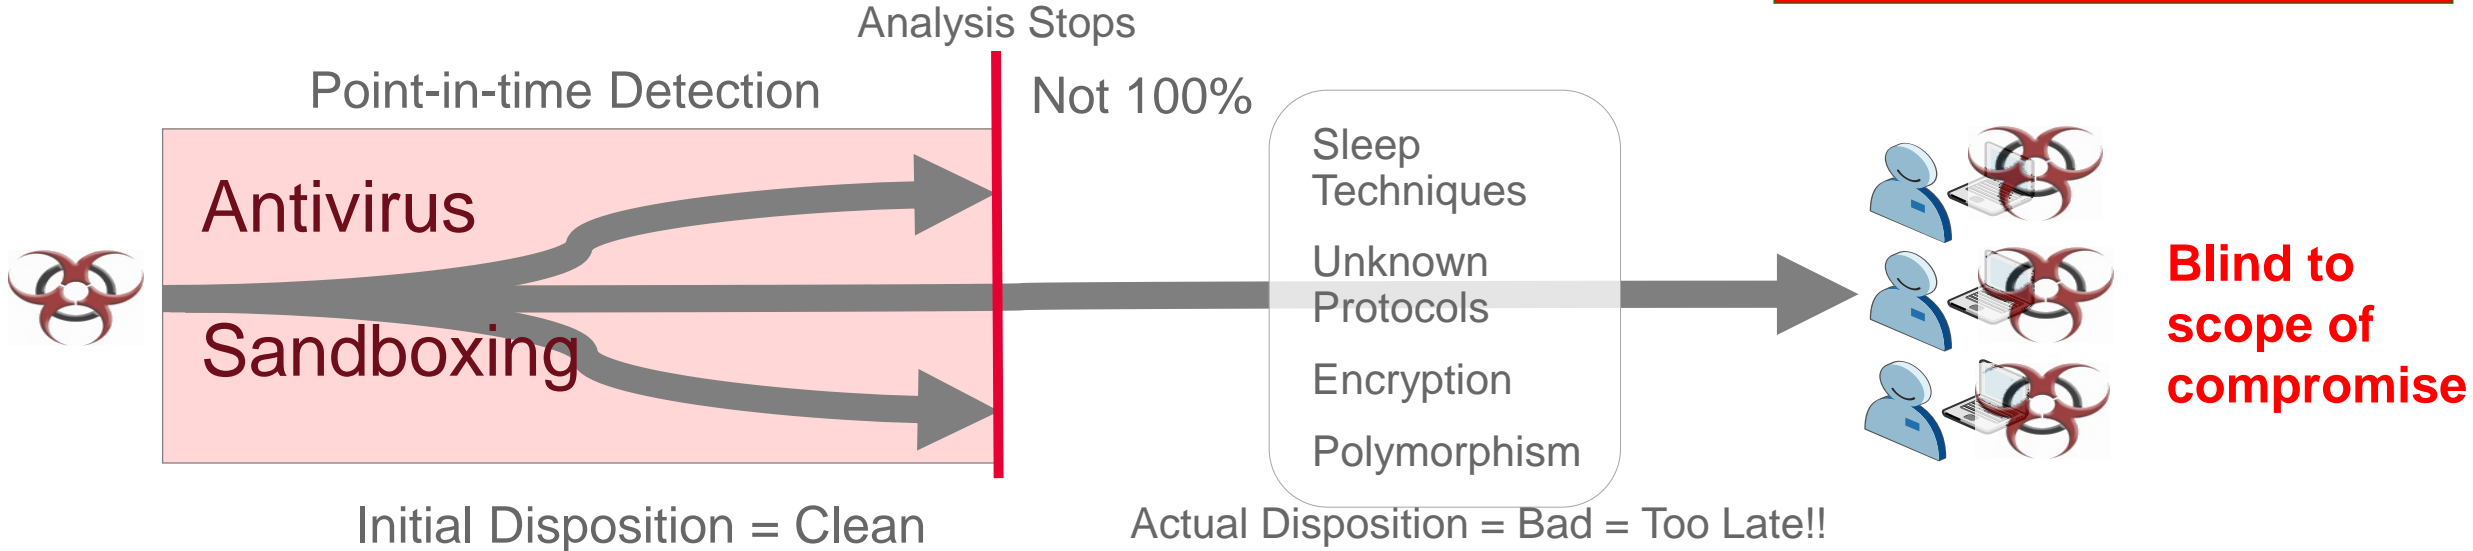 Analysis Stops
Point-in-time Detection
Not 100%
Antivirus
Sandboxing
Sleep
Techniques
Unknown
Protocols
Encryption
Polymorphism
Blind to
scope of
compromise
Initial Disposition = Clean
Actual Disposition = Bad = Too Late!!